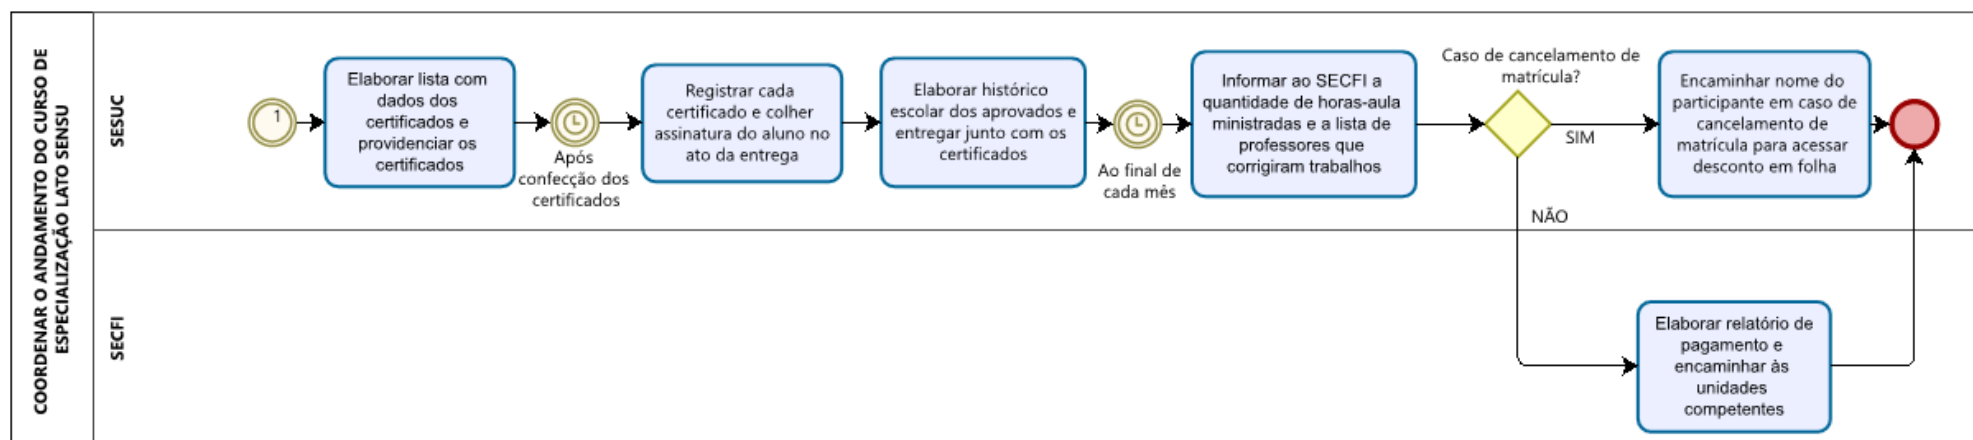 COORDENAR O ANDAMENTO DO CURSO DE
ESPECIALIZAÇÃO LATO SENSU
SESUC
1
Elaborar lista com
dados dos
certificados e
providenciar os
certificados
Após
confecção dos
certificados
Registrar cada
certificado e colher
assinatura do aluno no
ato da entrega
Elaborar histórico
escolar dos aprovados e
entregar junto com os
certificados
Ao final de
cada mês
Informar ao SECFI a
quantidade de horas-aula
ministradas e a lista de
professores que
corrigiram trabalhos
Caso de cancelamento de
matrícula?
SIM
NÃO
Encaminhar nome do
participante em caso de
cancelamento de
matrícula para acessar
desconto em folha
SECFI
Elaborar relatório de
pagamento e
encaminhar às
unidades
competentes